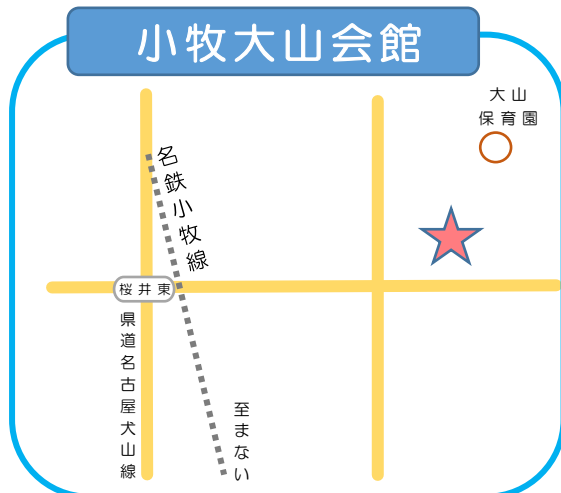 小牧大山会館
大山
保育園
名鉄小牧線
桜井東
県道名古屋犬山線
至まない